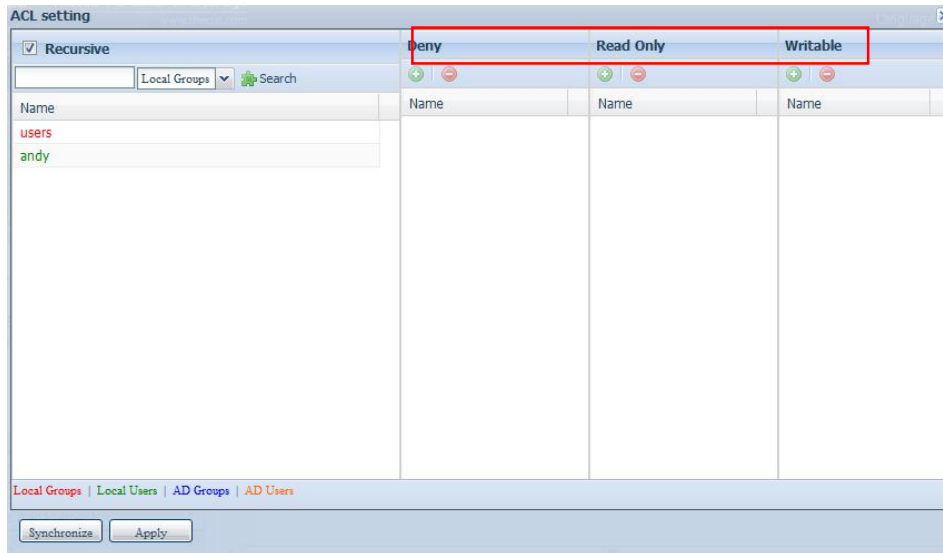 ACL setting
Recursive
Deny
Read Only
Writable
Local Groups
Search
Name
Name
Name
Name
users
andy
Local Groups | Local Users | AD Groups | AD Users
Synchronize
Apply